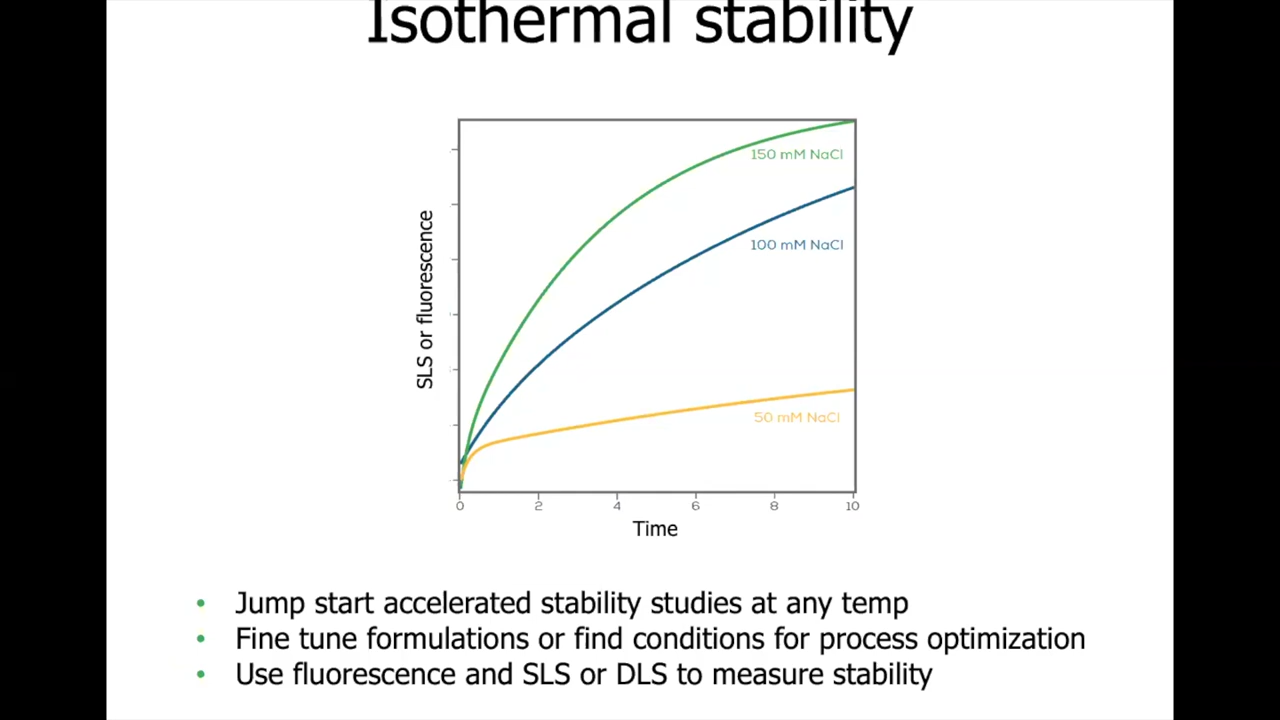 Isothermal stability
150 mM NaCl
100 mM NaCl
50 mM NaCl
SLS or fluorescence
0 2 4 6 8 10
Time
• Jump start accelerated stability studies at any temp
• Fine tune formulations or find conditions for process optimization
• Use fluorescence and SLS or DLS to measure stability